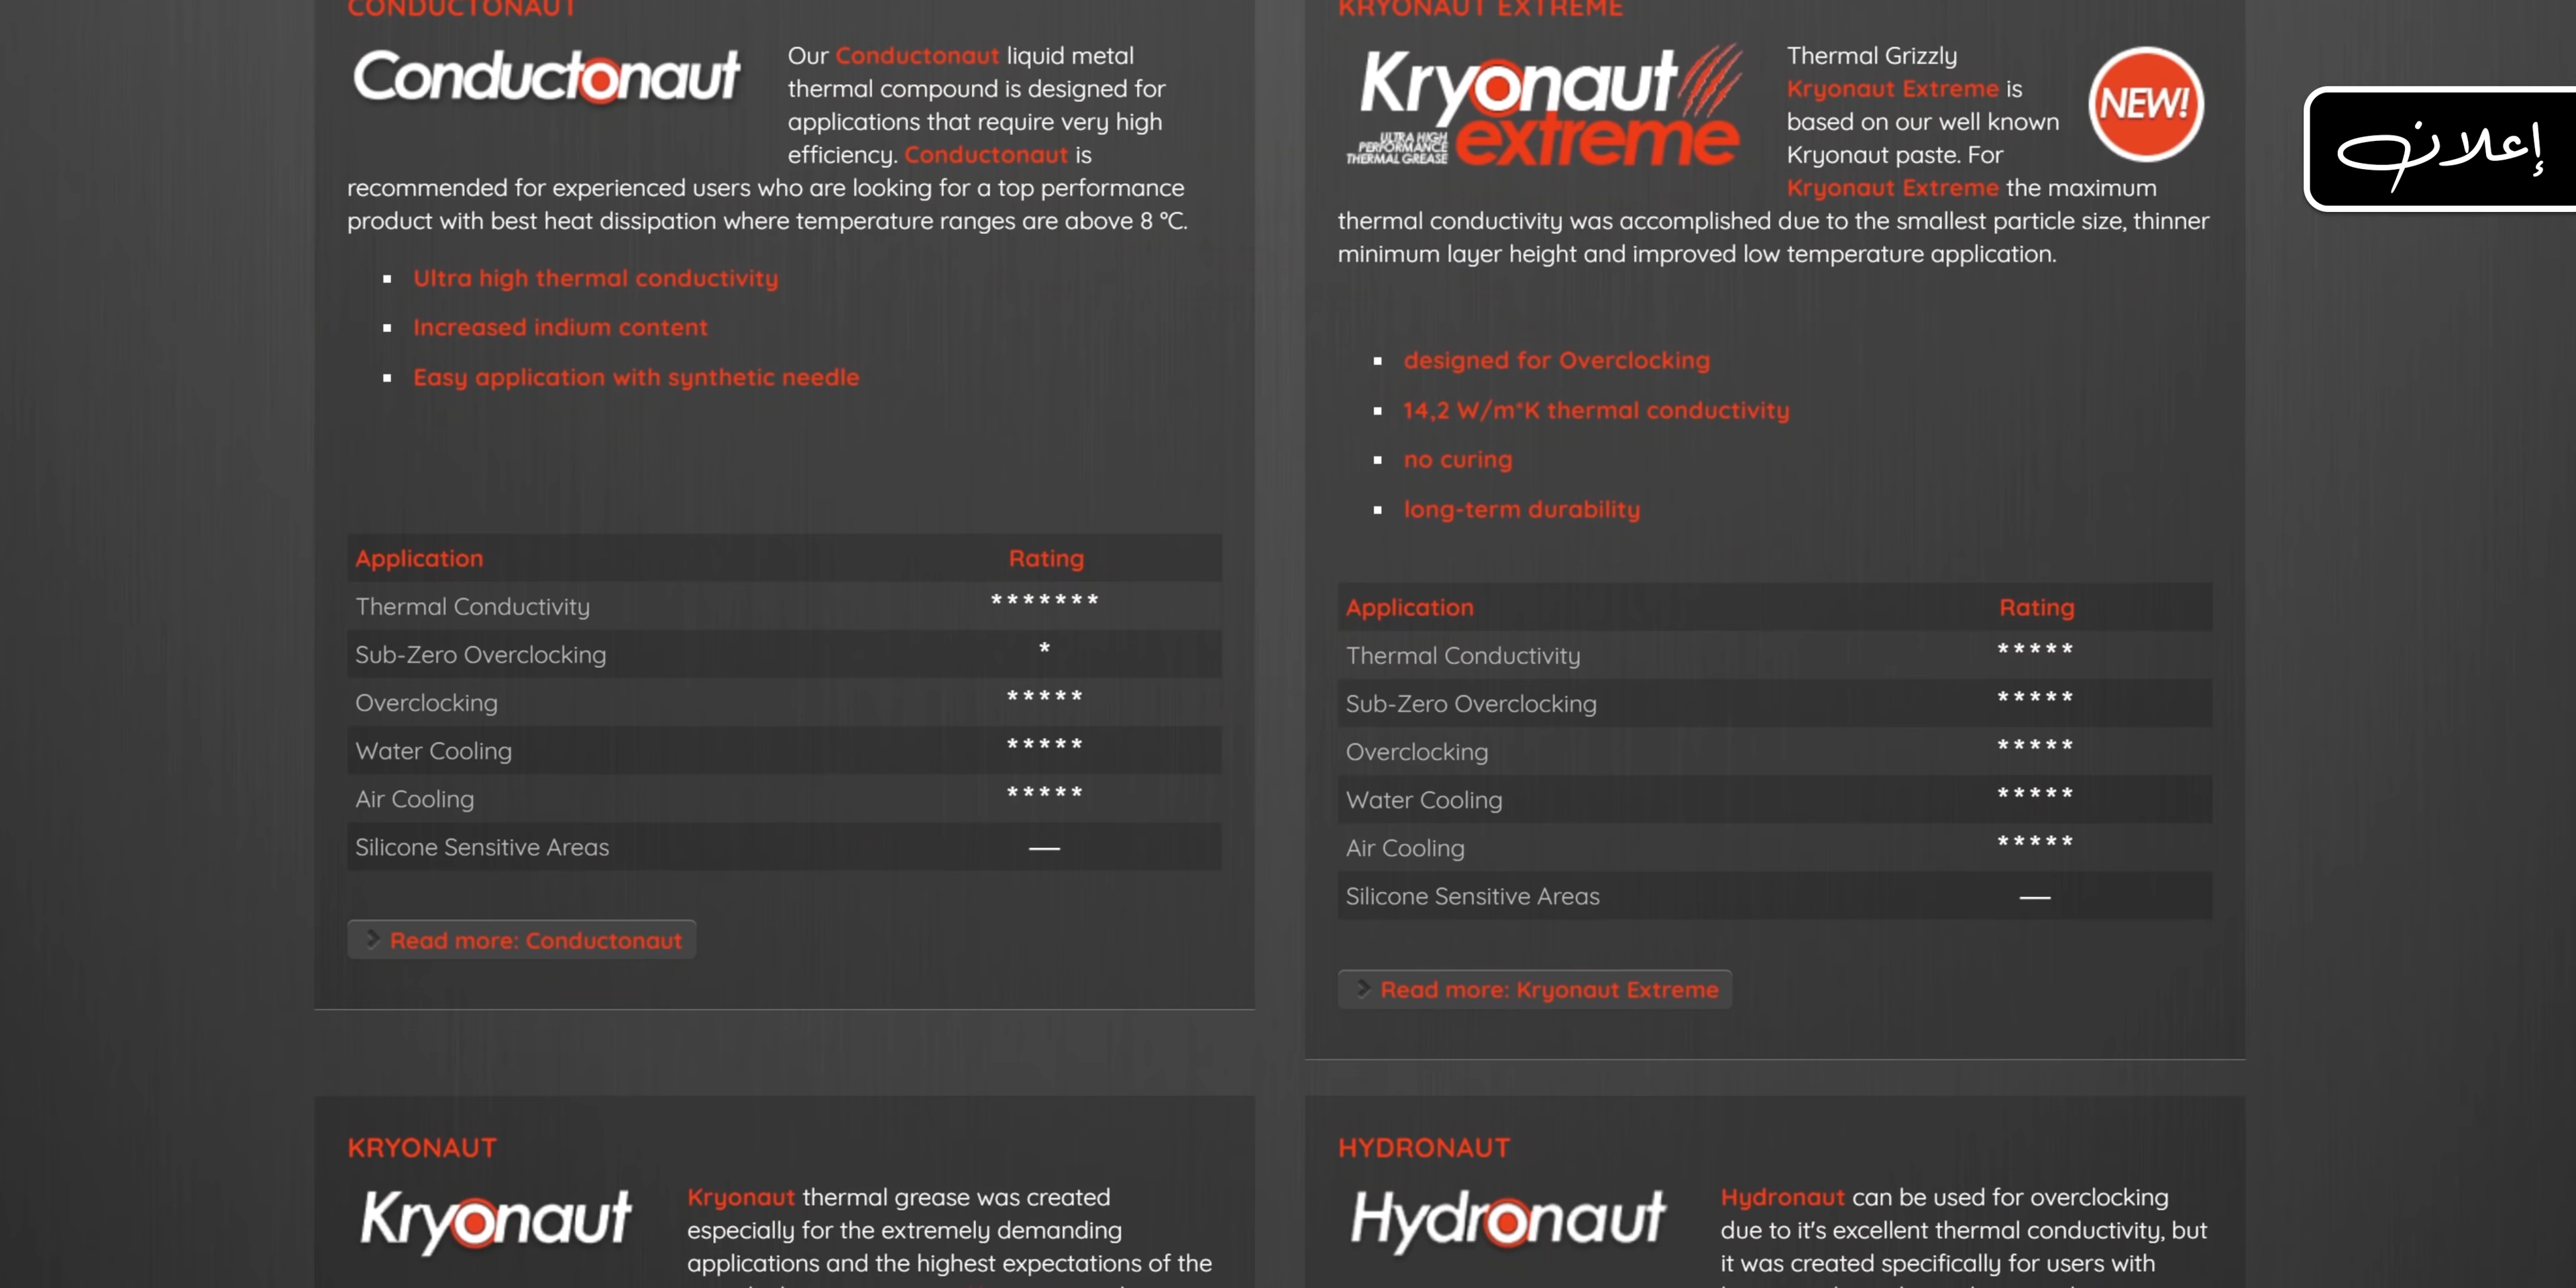 CONDUCTONAUT
Conductonaut
Our Conductonaut liquid metal
thermal compound is designed for
applications that require very high
efficiency. Conductonaut is
recommended for experienced users who are looking for a top performance
product with best heat dissipation where temperature ranges are above 8 °C.
Ultra high thermal conductivity
Increased indium content
Easy application with synthetic needle
Application Rating
Thermal Conductivity *******
Sub-Zero Overclocking *
Overclocking *****
Water Cooling *****
Air Cooling *****
Silicone Sensitive Areas —
Read more: Conductonaut
KRYONAUT EXTREME
Kryonaut
extreme
ULTRA HIGH
PERFORMANCE
THERMAL GREASE
Thermal Grizzly
Kryonaut Extreme is
based on our well known
Kryonaut paste. For
Kryonaut Extreme the maximum
thermal conductivity was accomplished due to the smallest particle size, thinner
minimum layer height and improved low temperature application.
NEW!
designed for Overclocking
14,2 W/m*K thermal conductivity
no curing
long-term durability
Application Rating
Thermal Conductivity *****
Sub-Zero Overclocking *****
Overclocking *****
Water Cooling *****
Air Cooling *****
Silicone Sensitive Areas —
Read more: Kryonaut Extreme
إعلان
KRYONAUT
Kryonaut
Kryonaut thermal grease was created
especially for the extremely demanding
applications and the highest expectations of the
HYDRONAUT
Hydronaut
Hydronaut can be used for overclocking
due to it's excellent thermal conductivity, but
it was created specifically for users with